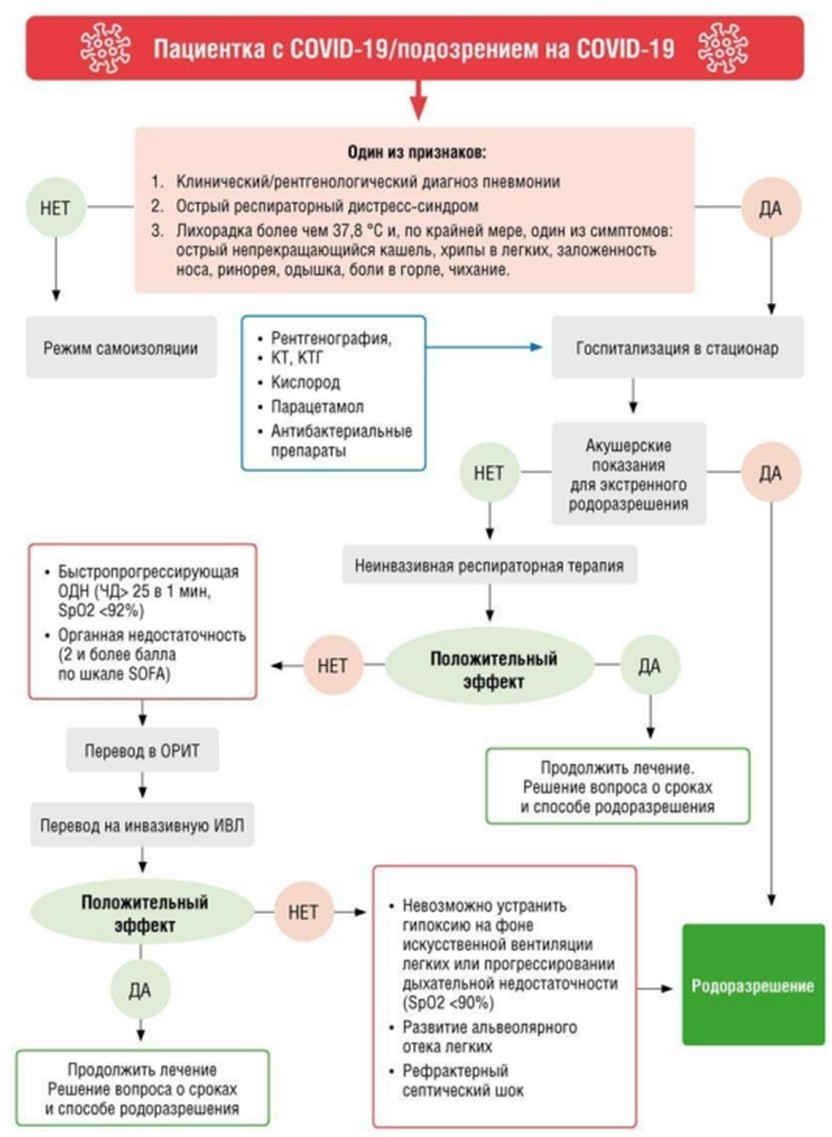 Пациентка с COVID-19/подозрением на COVID-19
Один из признаков:
1. Клинический/рентгенологический диагноз пневмонии
2. Острый респираторный дистресс-синдром
3. Лихорадка более чем 37,8 °С и, по крайней мере, один из симптомов:
острый непрекращающийся кашель, хрипы в легких, заложенность
носа, ринорея, одышка, боли в горле, чихание.
НЕТ
ДА
Режим самоизоляции
• Рентгенография,
• КТ, КТГ
• Кислород
• Парацетамол
• Антибактериальные
препараты
Госпитализация в стационар
Акушерские
показания
для экстренного
родоразрешения
НЕТ
ДА
Неинвазивная респираторная терапия
• Быстропрогрессирующая
ОДН (ЧД> 25 в 1 мин,
SpO2 <92%)
• Органная недостаточность
(2 и более балла
по шкале SOFA)
НЕТ
Положительный
эффект
ДА
Перевод в ОРИТ
Продолжить лечение.
Решение вопроса о сроках
и способе родоразрешения
Перевод на инвазивную ИВЛ
Положительный
эффект
НЕТ
• Невозможно устранить
гипоксию на фоне
искусственной вентиляции
легких или прогрессировании
дыхательной недостаточности
(SpO2 <90%)
• Развитие альвеолярного
отека легких
• Рефрактерный
септический шок
Родоразрешение
ДА
Продолжить лечение
Решение вопроса о сроках
и способе родоразрешения